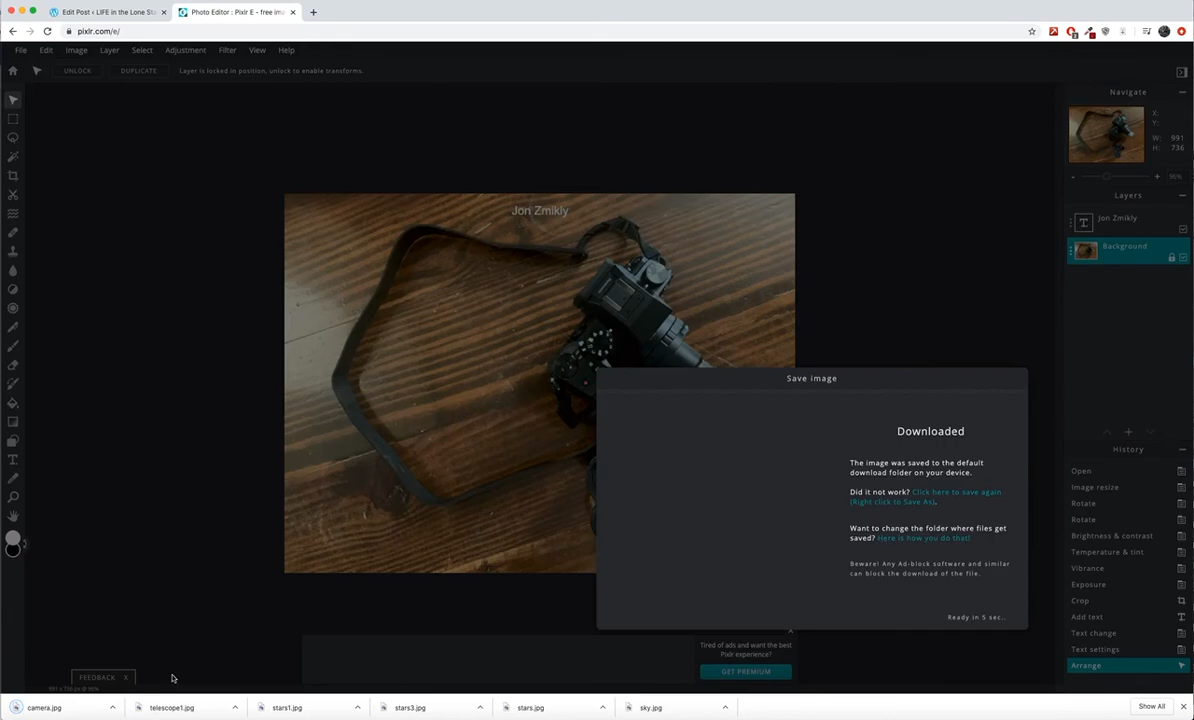 Edit Post ‹ LIFE in the Lone Sta
Photo Editor : Pixlr E - free ima
pixlr.com/e/
File Edit Image Layer Select Adjustment Filter View Help
UNLOCK DUPLICATE Layer is locked in position, unlock to enable transforms.
Navigate
X:
Y:
W: 991
H: 736
96%
Layers
Jon Zmikly
Background
Jon Zmikly
Save image
Downloaded
The image was saved to the default
download folder on your device.
Did it not work? Click here to save again
(Right click to Save As).
Want to change the folder where files get
saved? Here is how you do that!
Beware! Any Ad-block software and similar
can block the download of the file.
Ready in 5 sec..
History
Open
Image resize
Rotate
Rotate
Brightness & contrast
Temperature & tint
Vibrance
Exposure
Crop
Add text
Text change
Text settings
Arrange
Tired of ads and want the best
Pixlr experience?
GET PREMIUM
FEEDBACK X
991 x 736 px @ 96%
camera.jpg telescope1.jpg stars1.jpg stars3.jpg stars.jpg sky.jpg Show All